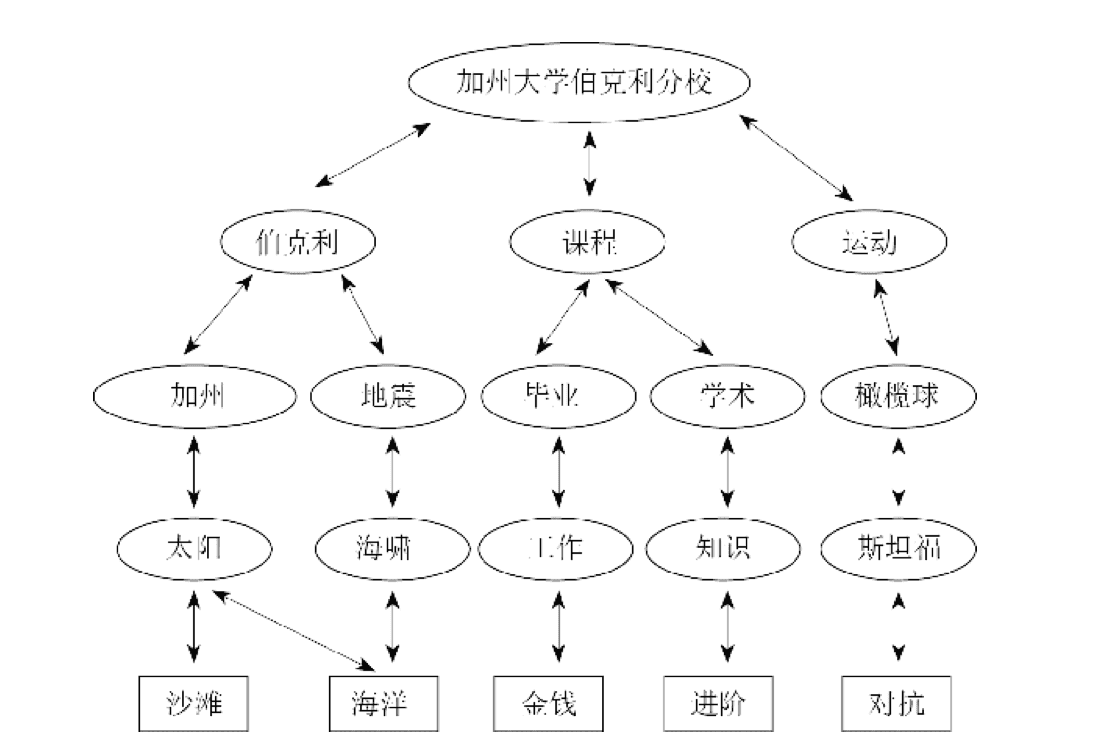 加州大学伯克利分校
伯克利
课程
运动
加州
地震
毕业
学术
橄榄球
太阳
海啸
工作
知识
斯坦福
沙滩
海洋
金钱
进阶
对抗